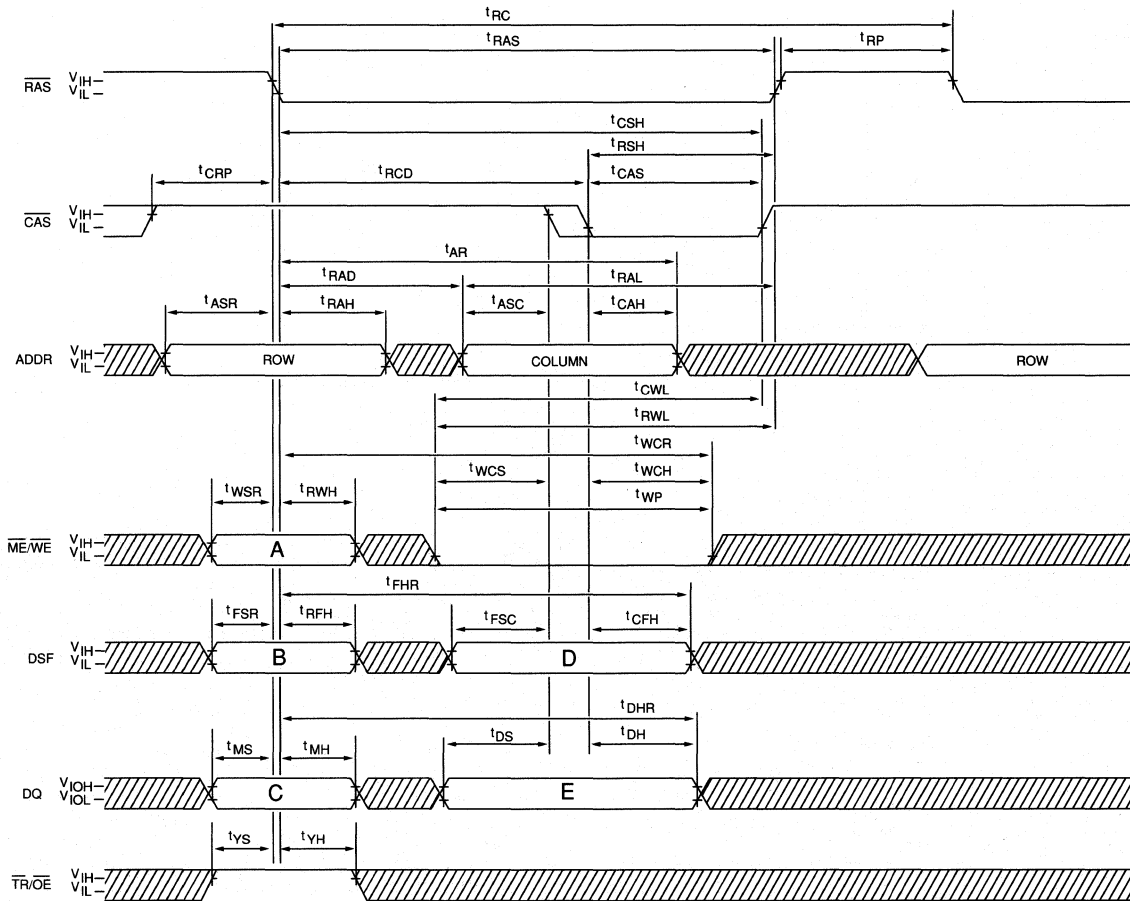 tRC
tRAS
tRP
RAS
VIH
VIL
tCSH
tRSH
tCRP
tRCD
tCAS
CAS
VIH
VIL
tAR
tRAD
tRAL
tASR
tRAH
tASC
tCAH
ADDR
VIH
VIL
ROW
COLUMN
ROW
tCWL
tRWL
tWCR
tWCS
tWCH
tWSR
tRWH
tWP
ME/WE
VIH
VIL
A
tFHR
tFSR
tRFH
tFSC
tCFH
DSF
VIH
VIL
B
D
tDHR
tDS
tDH
tMS
tMH
DQ
VIOH
VIOL
C
E
tYS
tYH
TR/OE
VIH
VIL